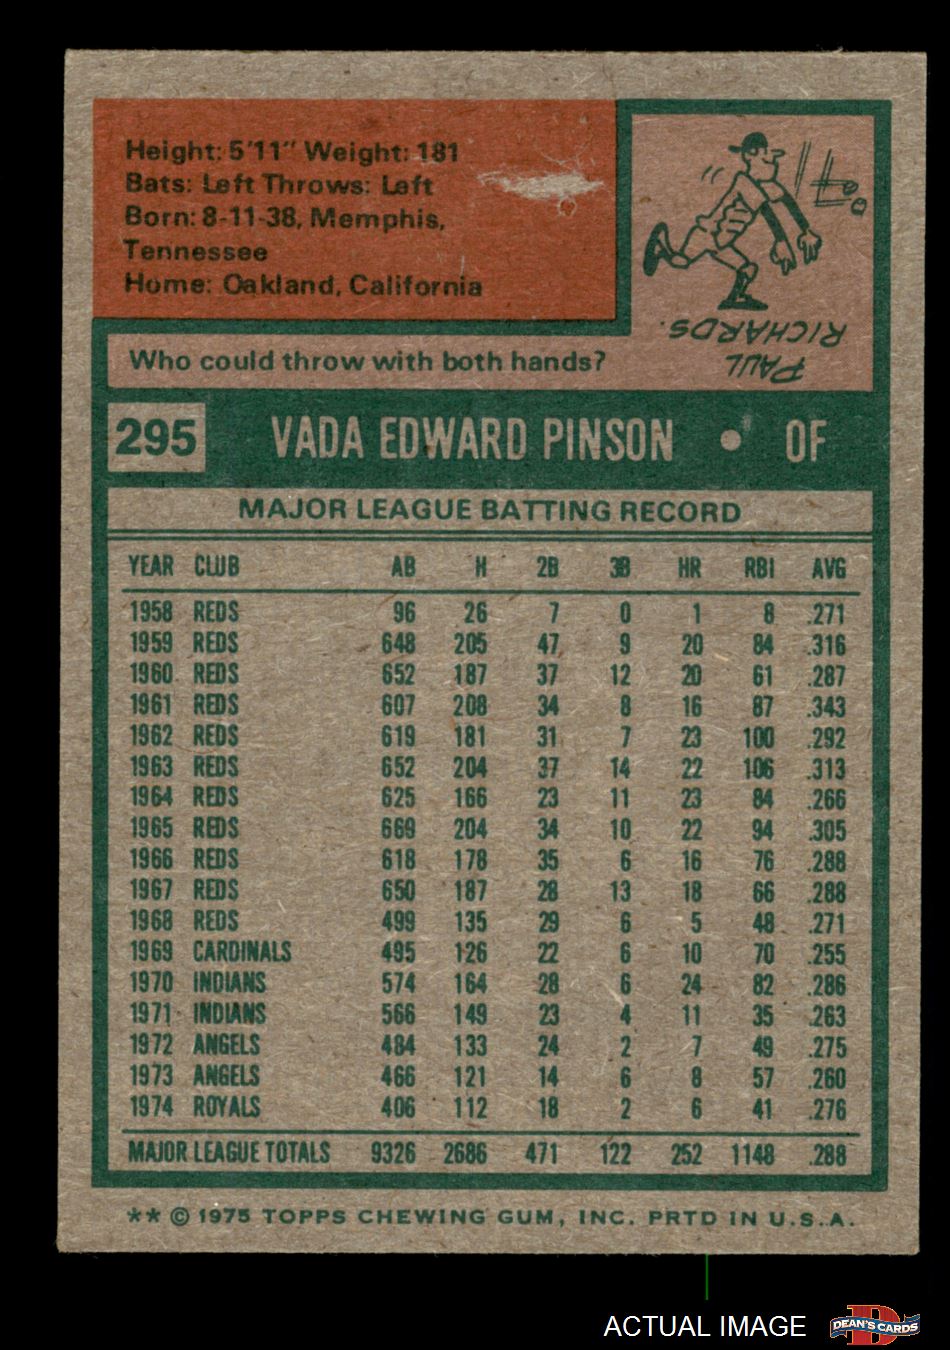 Height: 5'11" Weight: 181
Bats: Left Throws: Left
Born: 8-11-38, Memphis,
Tennessee
Home: Oakland, California
Who could throw with both hands?
PAUL
RICHARDS.
295 VADA EDWARD PINSON • OF
MAJOR LEAGUE BATTING RECORD
YEAR CLUB AB H 2B 3B HR RBI AVG
1958 REDS 96 26 7 0 1 8 .271
1959 REDS 648 205 47 9 20 84 .316
1960 REDS 652 187 37 12 20 61 .287
1961 REDS 607 208 34 8 16 87 .343
1962 REDS 619 181 31 7 23 100 .292
1963 REDS 652 204 37 14 22 106 .313
1964 REDS 625 166 23 11 23 84 .266
1965 REDS 669 204 34 10 22 94 .305
1966 REDS 618 178 35 6 16 76 .288
1967 REDS 650 187 28 13 18 66 .288
1968 REDS 499 135 29 6 5 48 .271
1969 CARDINALS 495 126 22 6 10 70 .255
1970 INDIANS 574 164 28 6 24 82 .286
1971 INDIANS 566 149 23 4 11 35 .263
1972 ANGELS 484 133 24 2 7 49 .275
1973 ANGELS 466 121 14 6 8 57 .260
1974 ROYALS 406 112 18 2 6 41 .276
MAJOR LEAGUE TOTALS 9326 2686 471 122 252 1148 .288
** © 1975 TOPPS CHEWING GUM, INC. PRTD IN U.S.A.
ACTUAL IMAGE
DEAN'S CARDS